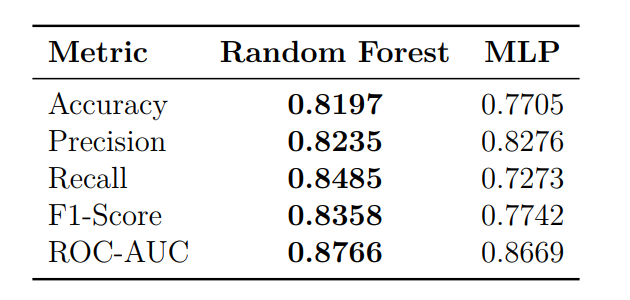 Metric Random Forest MLP
Accuracy 0.8197 0.7705
Precision 0.8235 0.8276
Recall 0.8485 0.7273
F1-Score 0.8358 0.7742
ROC-AUC 0.8766 0.8669